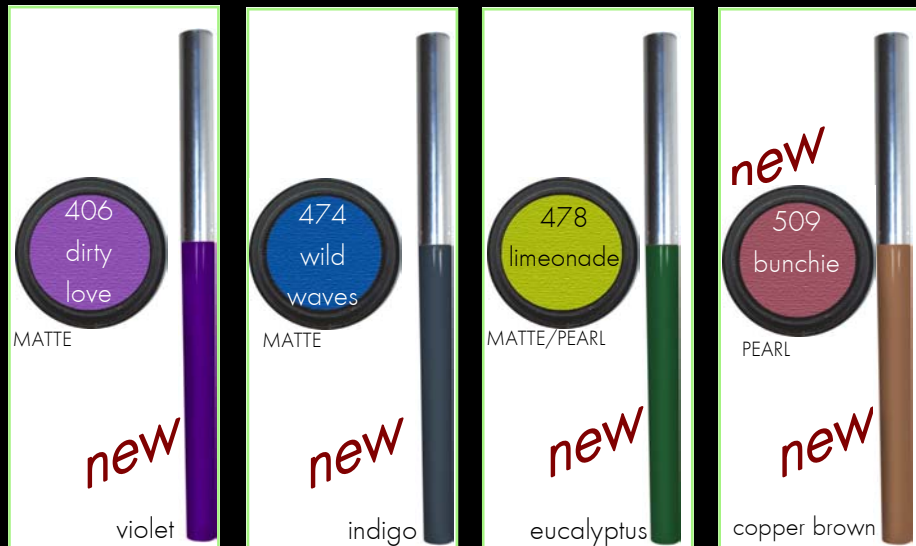 406
dirty
love
MATTE
new
violet
474
wild
waves
MATTE
new
indigo
478
limeonade
MATTE/PEARL
new
eucalyptus
new
509
bunchie
PEARL
new
copper brown